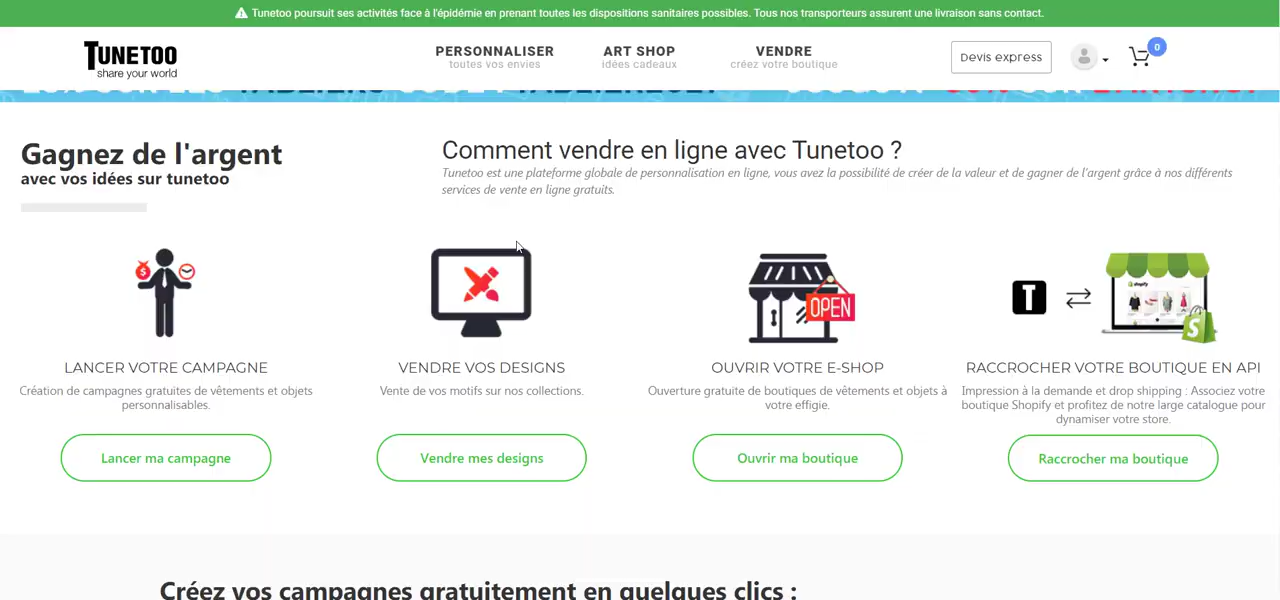 Tunetoo poursuit ses activités face à l'épidémie en prenant toutes les dispositions sanitaires possibles. Tous nos transporteurs assurent une livraison sans contact.
TUNETOO
share your world
PERSONNALISER
toutes vos envies
ART SHOP
idées cadeaux
VENDRE
créez votre boutique
Devis express
0
Gagnez de l'argent
avec vos idées sur tunetoo
Comment vendre en ligne avec Tunetoo ?
Tunetoo est une plateforme globale de personnalisation en ligne, vous avez la possibilité de créer de la valeur et de gagner de l'argent grâce à nos différents
services de vente en ligne gratuits.
$
OPEN
T
shopify
S
LANCER VOTRE CAMPAGNE
Création de campagnes gratuites de vêtements et objets
personnalisables.
Lancer ma campagne
VENDRE VOS DESIGNS
Vente de vos motifs sur nos collections.
Vendre mes designs
OUVRIR VOTRE E-SHOP
Ouverture gratuite de boutiques de vêtements et objets à
votre effigie.
Ouvrir ma boutique
RACCROCHER VOTRE BOUTIQUE EN API
Impression à la demande et drop shipping : Associez votre
boutique Shopify et profitez de notre large catalogue pour
dynamiser votre store.
Raccrocher ma boutique
Créez vos campagnes gratuitement en quelques clics :